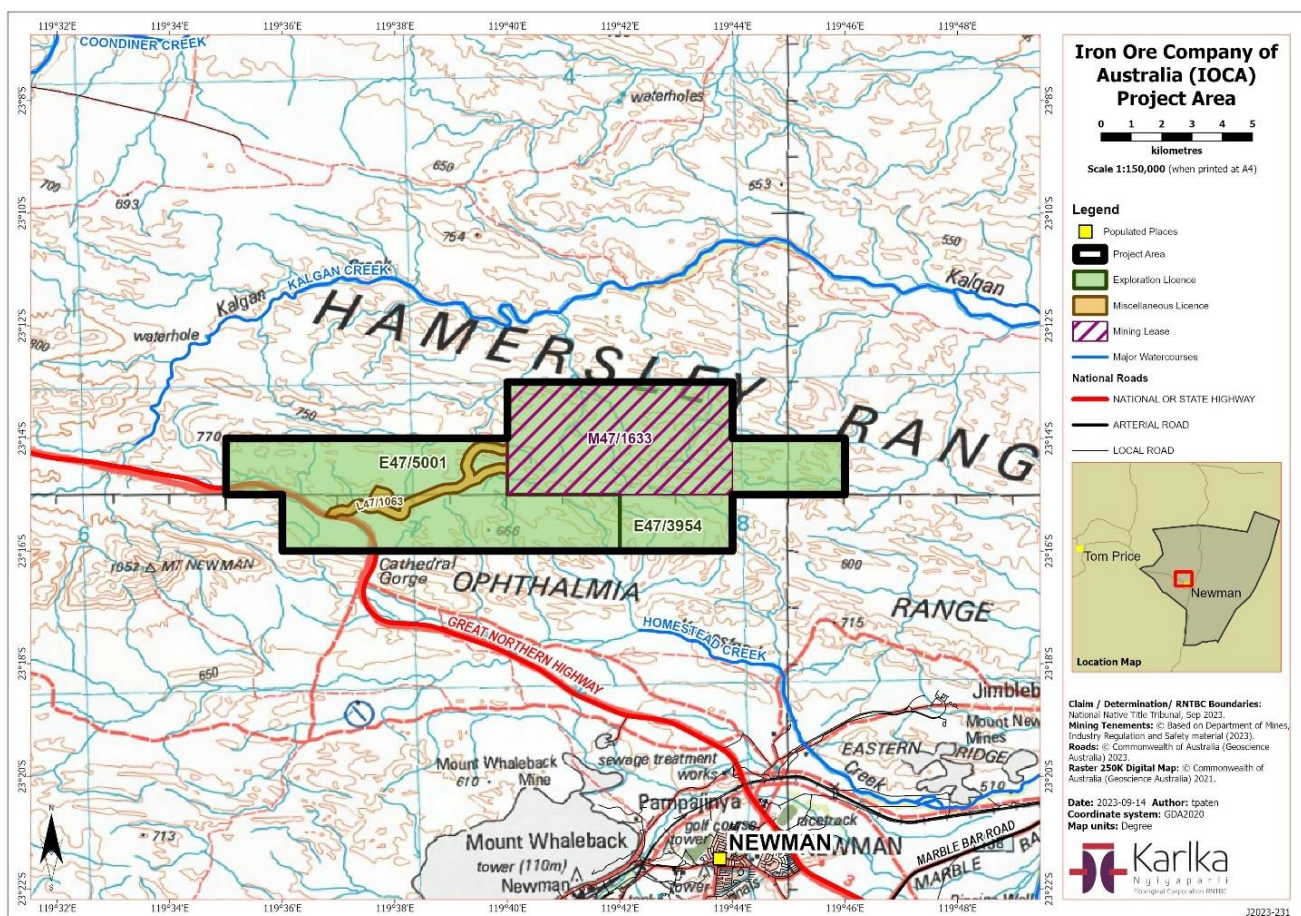 119°32'E 119°34'E 119°36'E 119°38'E 119°40'E 119°42'E 119°44'E 119°46'E 119°48'E
COONDINER CREEK
4
waterholes
23°8'S 23°8'S
650
700
693
653
23°10'S 23°10'S
754
550
KALGAN CREEK
Kalgan
Kalgan
23°12'S 23°12'S
waterhole
HAMERSLEY RANG
750
770
23°14'S 23°14'S
M47/1633
E47/5001
L47/1063
656
E47/3954
8
6
23°16'S 23°16'S
1052 MT NEWMAN
Cathedral
Gorge
600
OPHTHALMIA
RANGE
715
HOMESTEAD CREEK
GREAT NORTHERN HIGHWAY
23°18'S 23°18'S
650
Jimbleb
1
Mount New
Mines
EASTERN RIDGE
sewage treatment
works
Mount Whaleback
Mine
610
Creek
510
23°20'S 23°20'S
Pampajinya
golf course
racetrack
713
tower
Mount Whaleback
NEWMAN
NEWMAN
MARBLE BAR ROAD
tower (110m)
Newman
tower
MARBLE BA
3
23°22'S 23°22'S
N
S
119°32'E 119°34'E 119°36'E 119°38'E 119°40'E 119°42'E 119°44'E 119°46'E 119°48'E
Iron Ore Company of
Australia (IOCA)
Project Area
0 1 2 3 4 5
kilometres
Scale 1:150,000 (when printed at A4)
Legend
Populated Places
Project Area
Exploration Licence
Miscellaneous Licence
Mining Lease
Major Watercourses
National Roads
NATIONAL OR STATE HIGHWAY
ARTERIAL ROAD
LOCAL ROAD
Tom Price
Newman
Location Map
Claim / Determination/ RNTBC Boundaries:
National Native Title Tribunal, Sep 2023.
Mining Tenements: © Based on Department of Mines,
Industry Regulation and Safety material (2023).
Roads: © Commonwealth of Australia (Geoscience
Australia) 2023.
Raster 250K Digital Map: © Commonwealth of
Australia (Geoscience Australia) 2021.
Date: 2023-09-14 Author: tpaten
Coordinate system: GDA2020
Map units: Degree
Karlka
Nyiyaparli
Aboriginal Corporation RNTBC
J2023-231